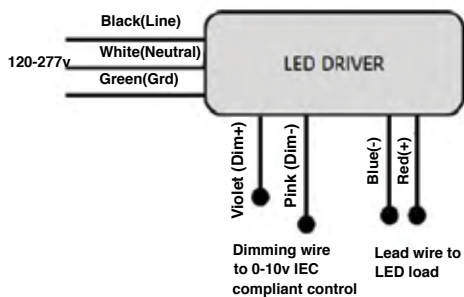 Black(Line)
White(Neutral)
120-277v
Green(Grd)
LED DRIVER
Violet (Dim+)
Pink (Dim-)
Blue(-)
Red(+)
Dimming wire
to 0-10v IEC
compliant control
Lead wire to
LED load